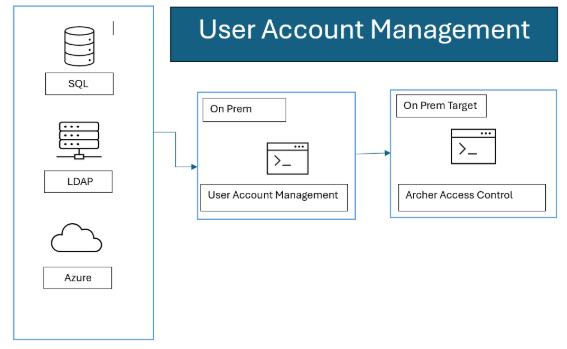 User Account Management
SQL
LDAP
Azure
On Prem
>_
User Account Management
On Prem Target
>_
Archer Access Control